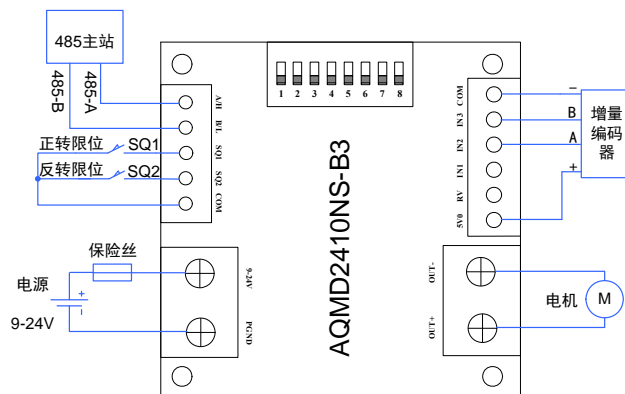 485主站
485-B
485-A
正转限位
SQ1
反转限位
SQ2
A/H
B/L
SQ1
SQ2
COM
1 2 3 4 5 6 7 8
AQMD2410NS-B3
COM
IN3
IN2
IN1
RV
5V0
－
B
A
+
增量
编码
器
保险丝
电源
+
-
9-24V
9-24V
PGND
OUT-
OUT+
电机
M